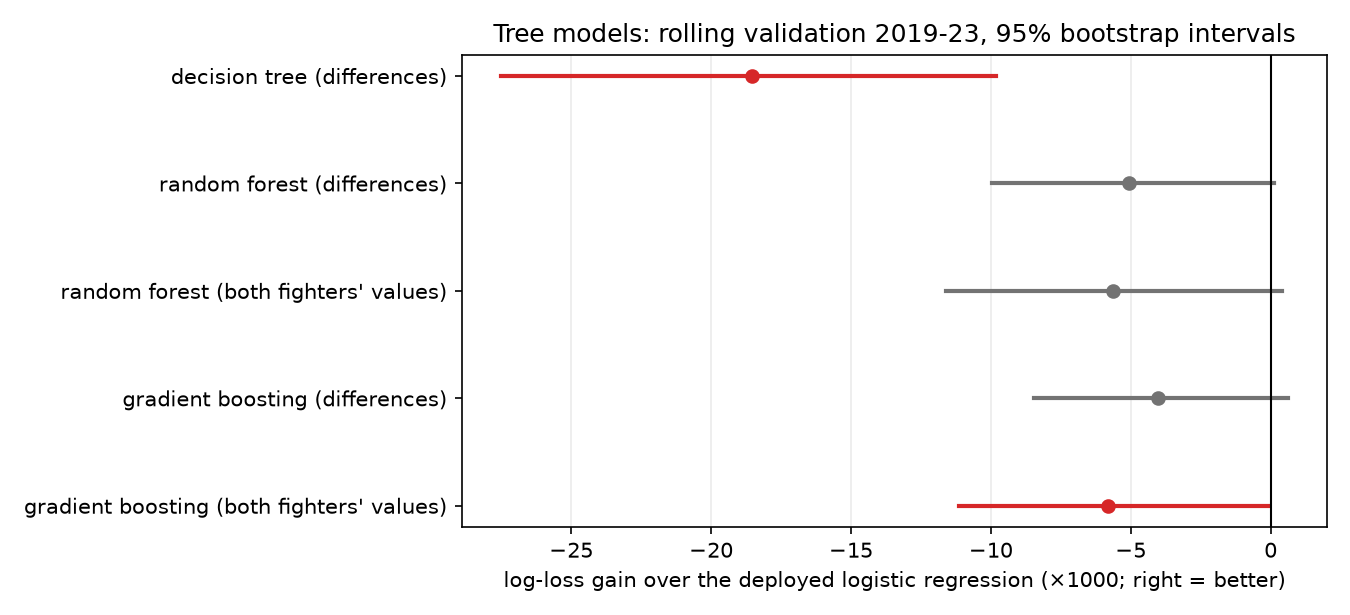 Tree models: rolling validation 2019-23, 95% bootstrap intervals
decision tree (differences)
random forest (differences)
random forest (both fighters' values)
gradient boosting (differences)
gradient boosting (both fighters' values)
−25 −20 −15 −10 −5 0
log-loss gain over the deployed logistic regression (×1000; right = better)